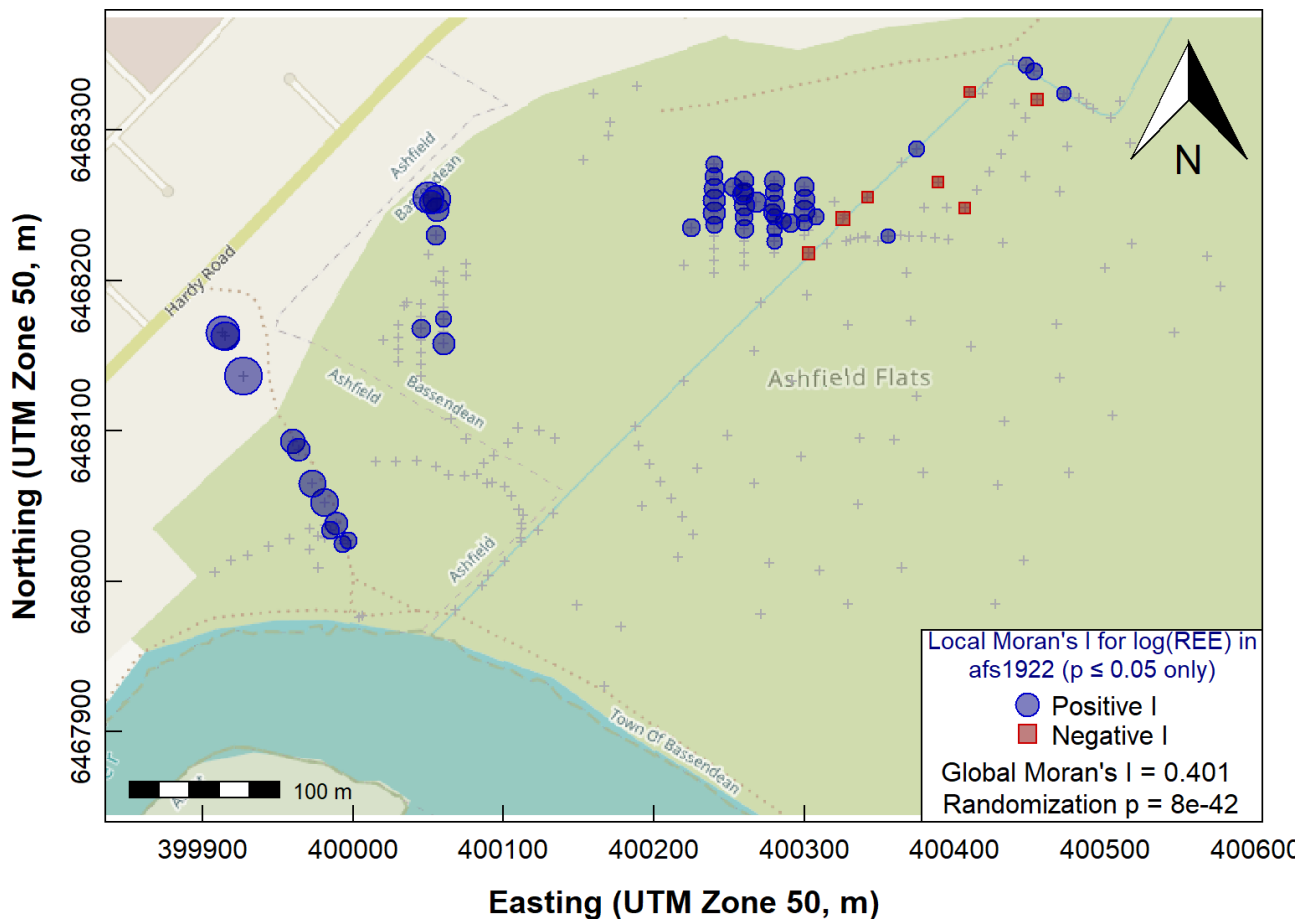 Northing (UTM Zone 50, m)
6468300
6468200
6468100
6468000
6467900
Hardy Road
Ashfield
Bassendean
Ashfield
Bassendean
Ashfield
Ashfield Flats
Town Of Bassendean
N
100 m
Local Moran's I for log(REE) in
afs1922 (p ≤ 0.05 only)
Positive I
Negative I
Global Moran's I = 0.401
Randomization p = 8e-42
399900 400000 400100 400200 400300 400400 400500 400600
Easting (UTM Zone 50, m)